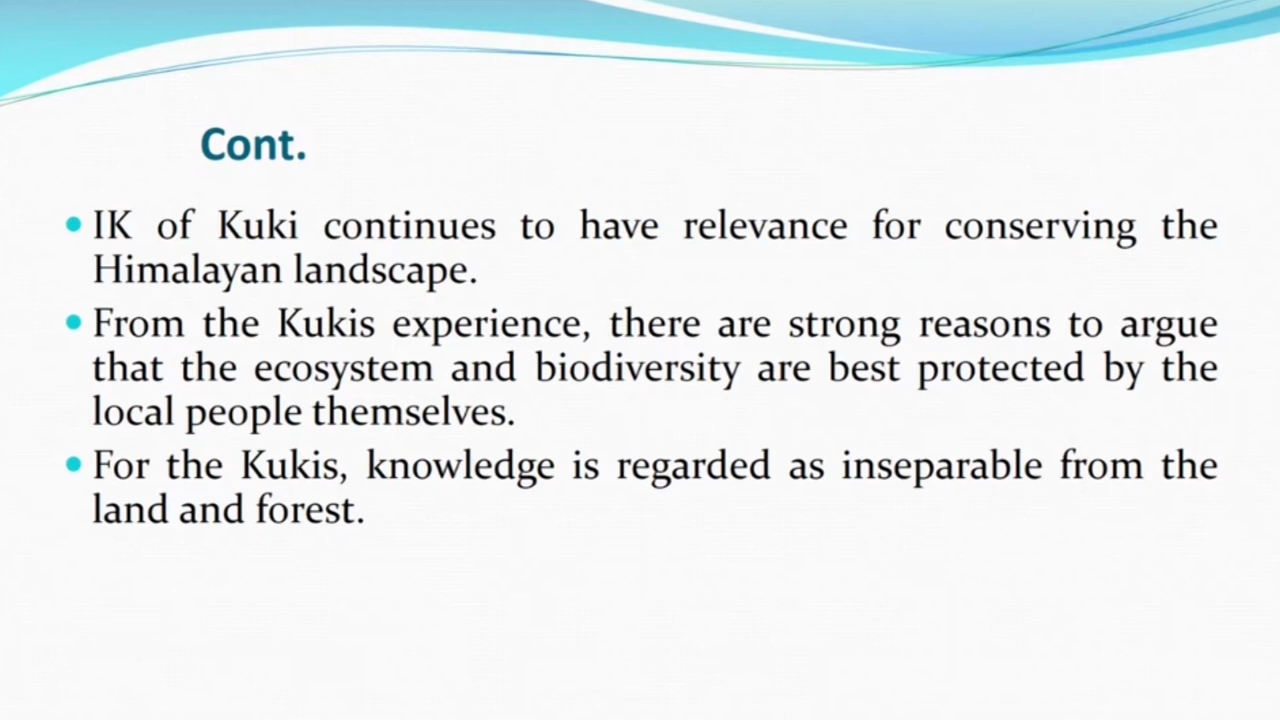 Cont.
• IK of Kuki continues to have relevance for conserving the
Himalayan landscape.
• From the Kukis experience, there are strong reasons to argue
that the ecosystem and biodiversity are best protected by the
local people themselves.
• For the Kukis, knowledge is regarded as inseparable from the
land and forest.